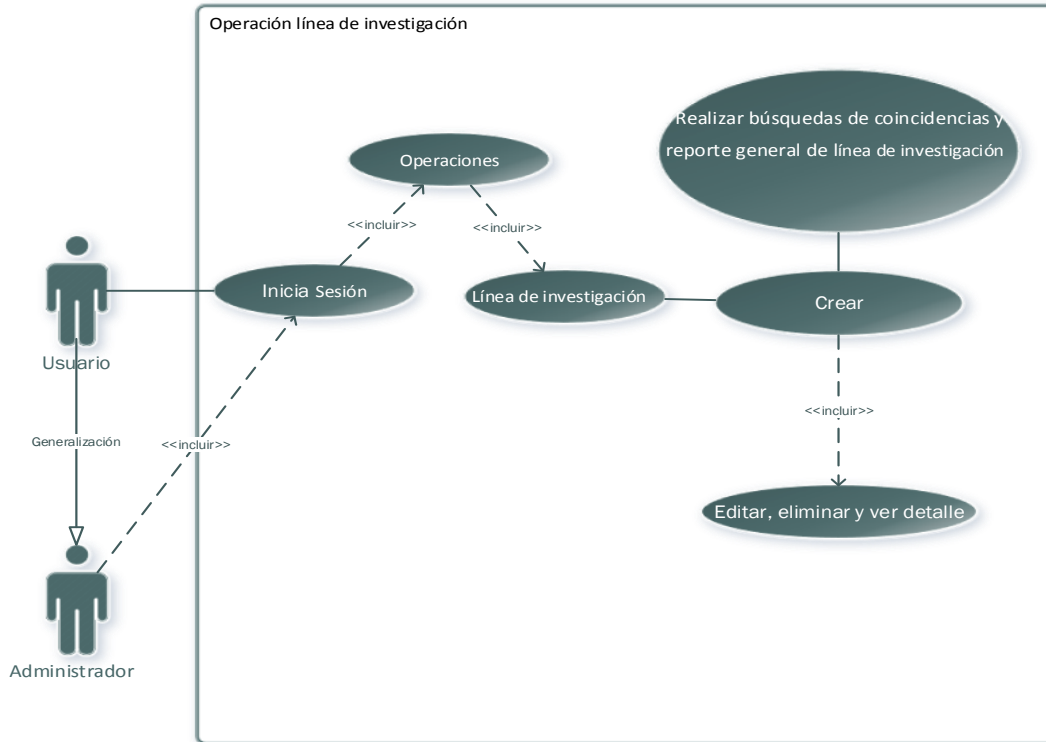 Operación línea de investigación
Realizar búsquedas de coincidencias y
reporte general de línea de investigación
Operaciones
<<incluir>>
<<incluir>>
Inicia Sesión
Línea de investigación
Crear
Usuario
<<incluir>>
Generalización
<<incluir>>
Editar, eliminar y ver detalle
Administrador